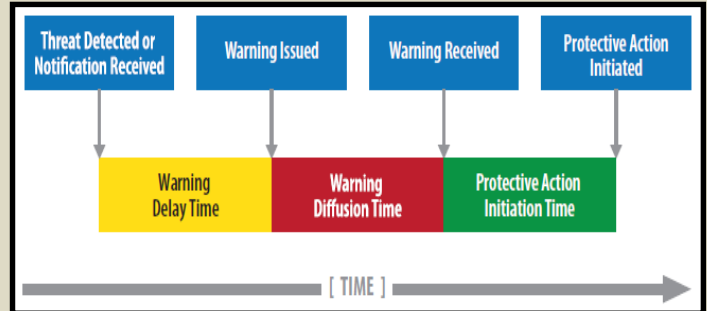 Threat Detected or
Notification Received
Warning Issued
Warning Received
Protective Action
Initiated
Warning
Delay Time
Warning
Diffusion Time
Protective Action
Initiation Time
[ TIME ]